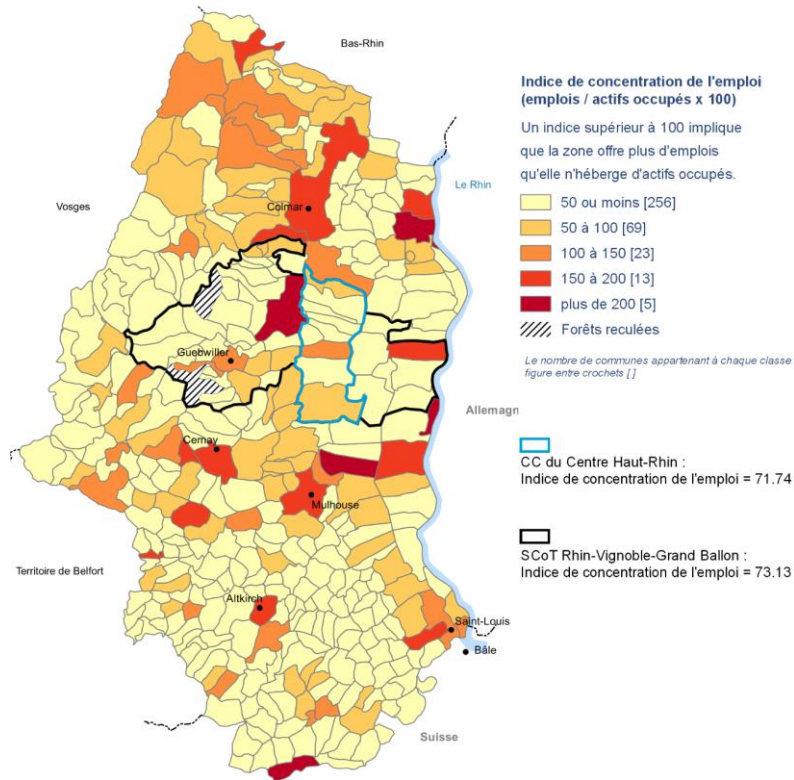 Bas-Rhin
Indice de concentration de l'emploi
(emplois / actifs occupés x 100)
Un indice supérieur à 100 implique
que la zone offre plus d'emplois
qu'elle n'héberge d'actifs occupés.
Le Rhin
Vosges
Colmar
50 ou moins [256]
50 à 100 [69]
100 à 150 [23]
150 à 200 [13]
plus de 200 [5]
Forêts reculées
Le nombre de communes appartenant à chaque classe
figure entre crochets [ ]
Guebwiller
Allemagn
Cernay
CC du Centre Haut-Rhin :
Indice de concentration de l'emploi = 71.74
Mulhouse
SCoT Rhin-Vignoble-Grand Ballon :
Indice de concentration de l'emploi = 73.13
Territoire de Belfort
Altkirch
Saint-Louis
Bâle
Suisse